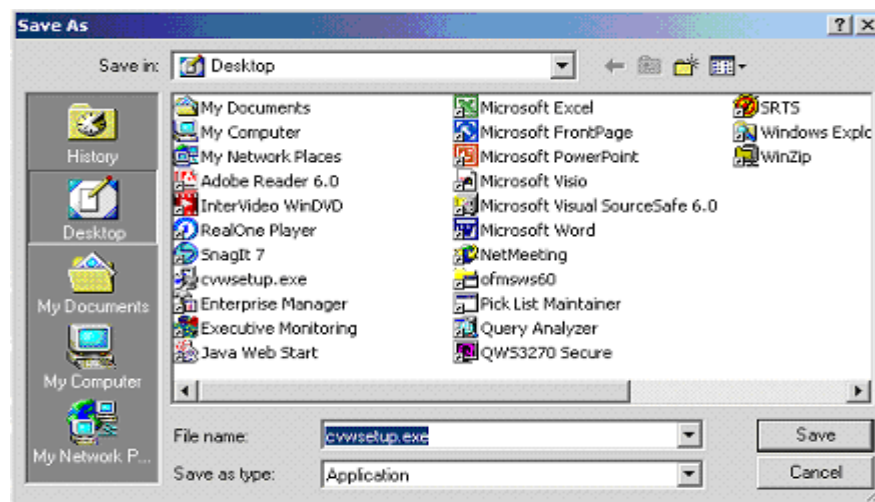 Save As
Save in:
Desktop
History
Desktop
My Documents
My Computer
My Network P...
My Documents
My Computer
My Network Places
Adobe Reader 6.0
InterVideo WinDVD
RealOne Player
SnagIt 7
cvwsetup.exe
Enterprise Manager
Executive Monitoring
Java Web Start
Microsoft Excel
Microsoft FrontPage
Microsoft PowerPoint
Microsoft Visio
Microsoft Visual SourceSafe 6.0
Microsoft Word
NetMeeting
ofmsws60
Pick List Maintainer
Query Analyzer
QWS3270 Secure
SRTS
Windows Explc
WinZip
File name:
cvwsetup.exe
Save
Save as type:
Application
Cancel